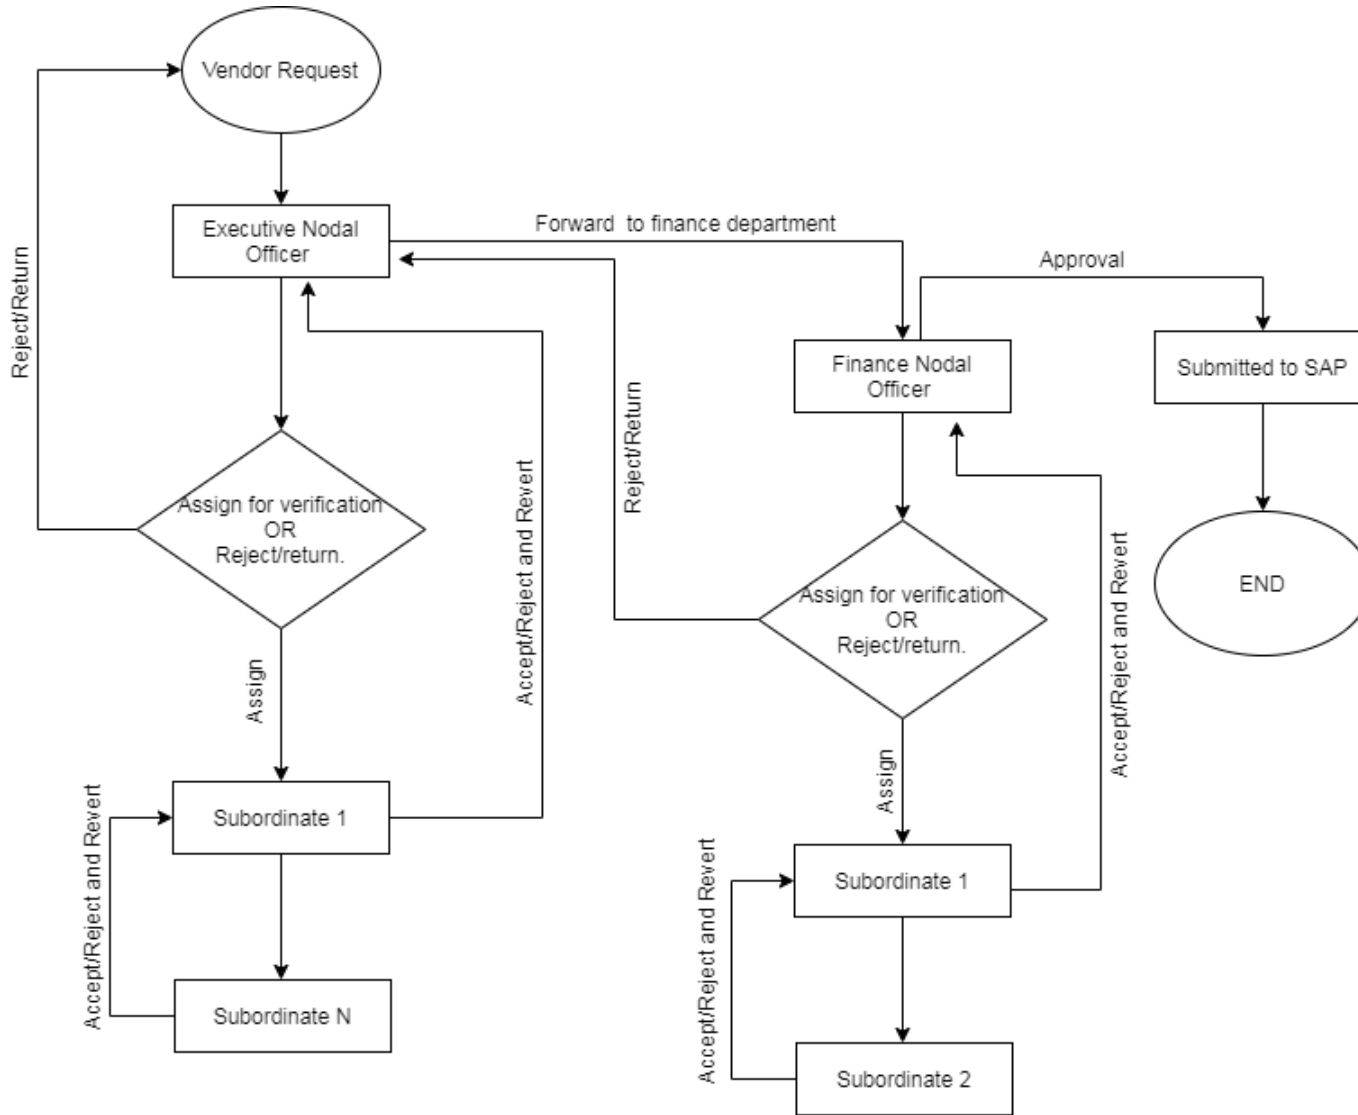 Vendor Request
Reject/Return
Executive Nodal
Officer
Forward  to finance department
Approval
Finance Nodal
Officer
Submitted to SAP
Reject/Return
Assign for verification
OR
Reject/return.
Accept/Reject and Revert
Assign for verification
OR
Reject/return.
Accept/Reject and Revert
END
Assign
Assign
Subordinate 1
Accept/Reject and Revert
Subordinate 1
Accept/Reject and Revert
Subordinate N
Subordinate 2